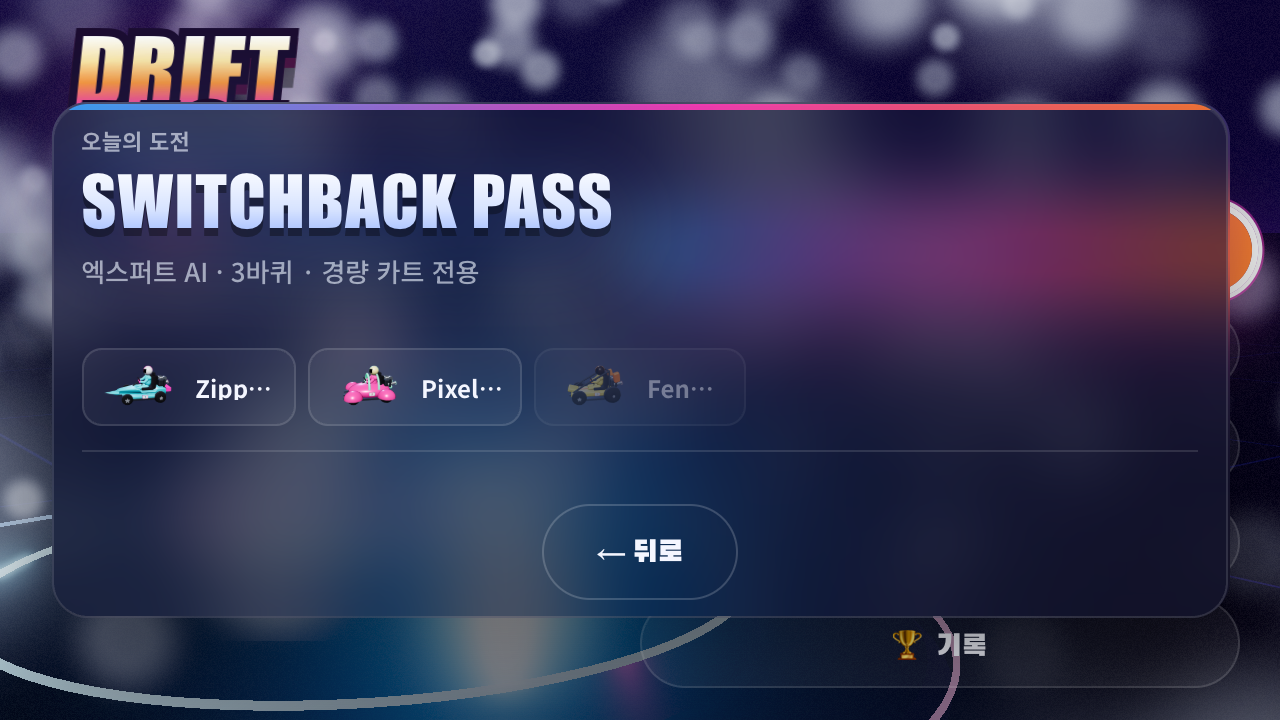 DRIFT
오늘의 도전
SWITCHBACK PASS
엑스퍼트 AI · 3바퀴 · 경량 카트 전용
Zipp…
Pixel…
Fen…
← 뒤로
🏆 기록